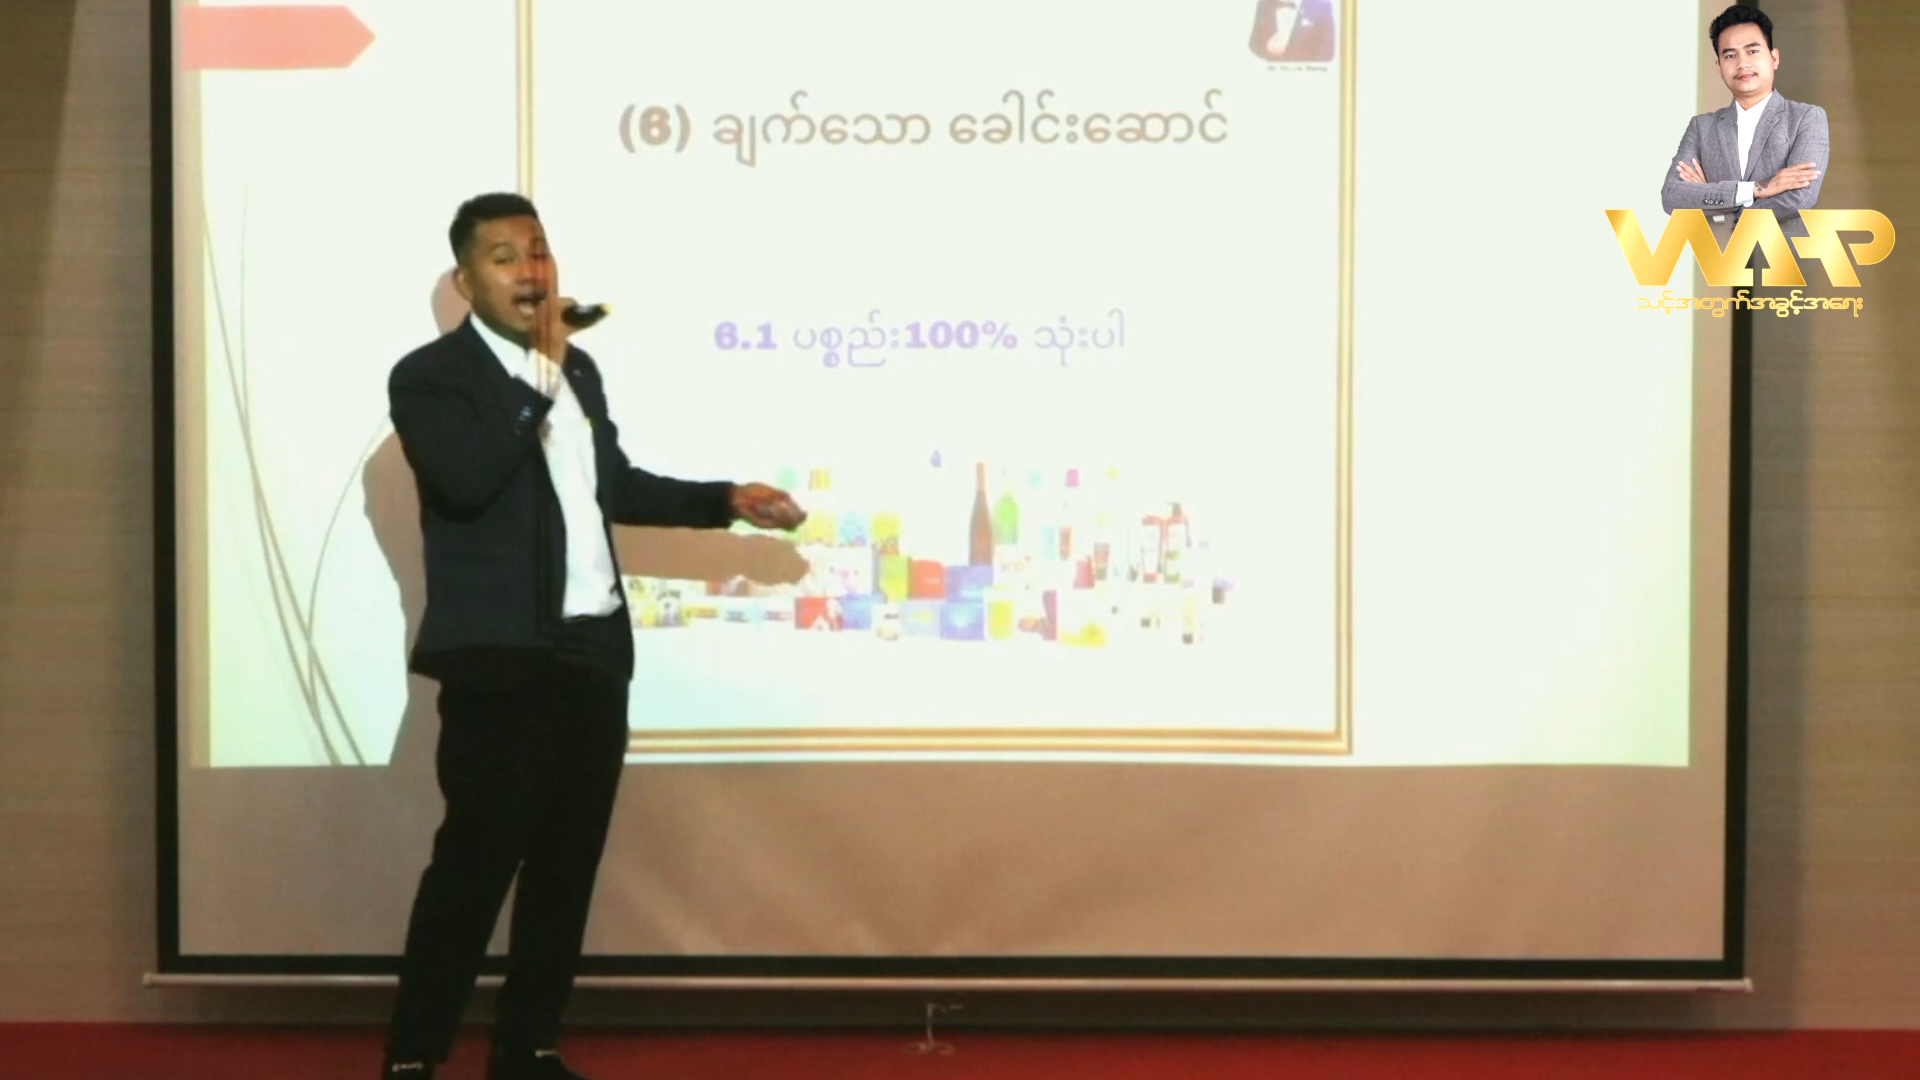 (6) ချက်သော ခေါင်းဆောင်
6.1 ပစ္စည်း100% သုံးပါ
WAP
သင့်အတွက်အခွင့်အရေး